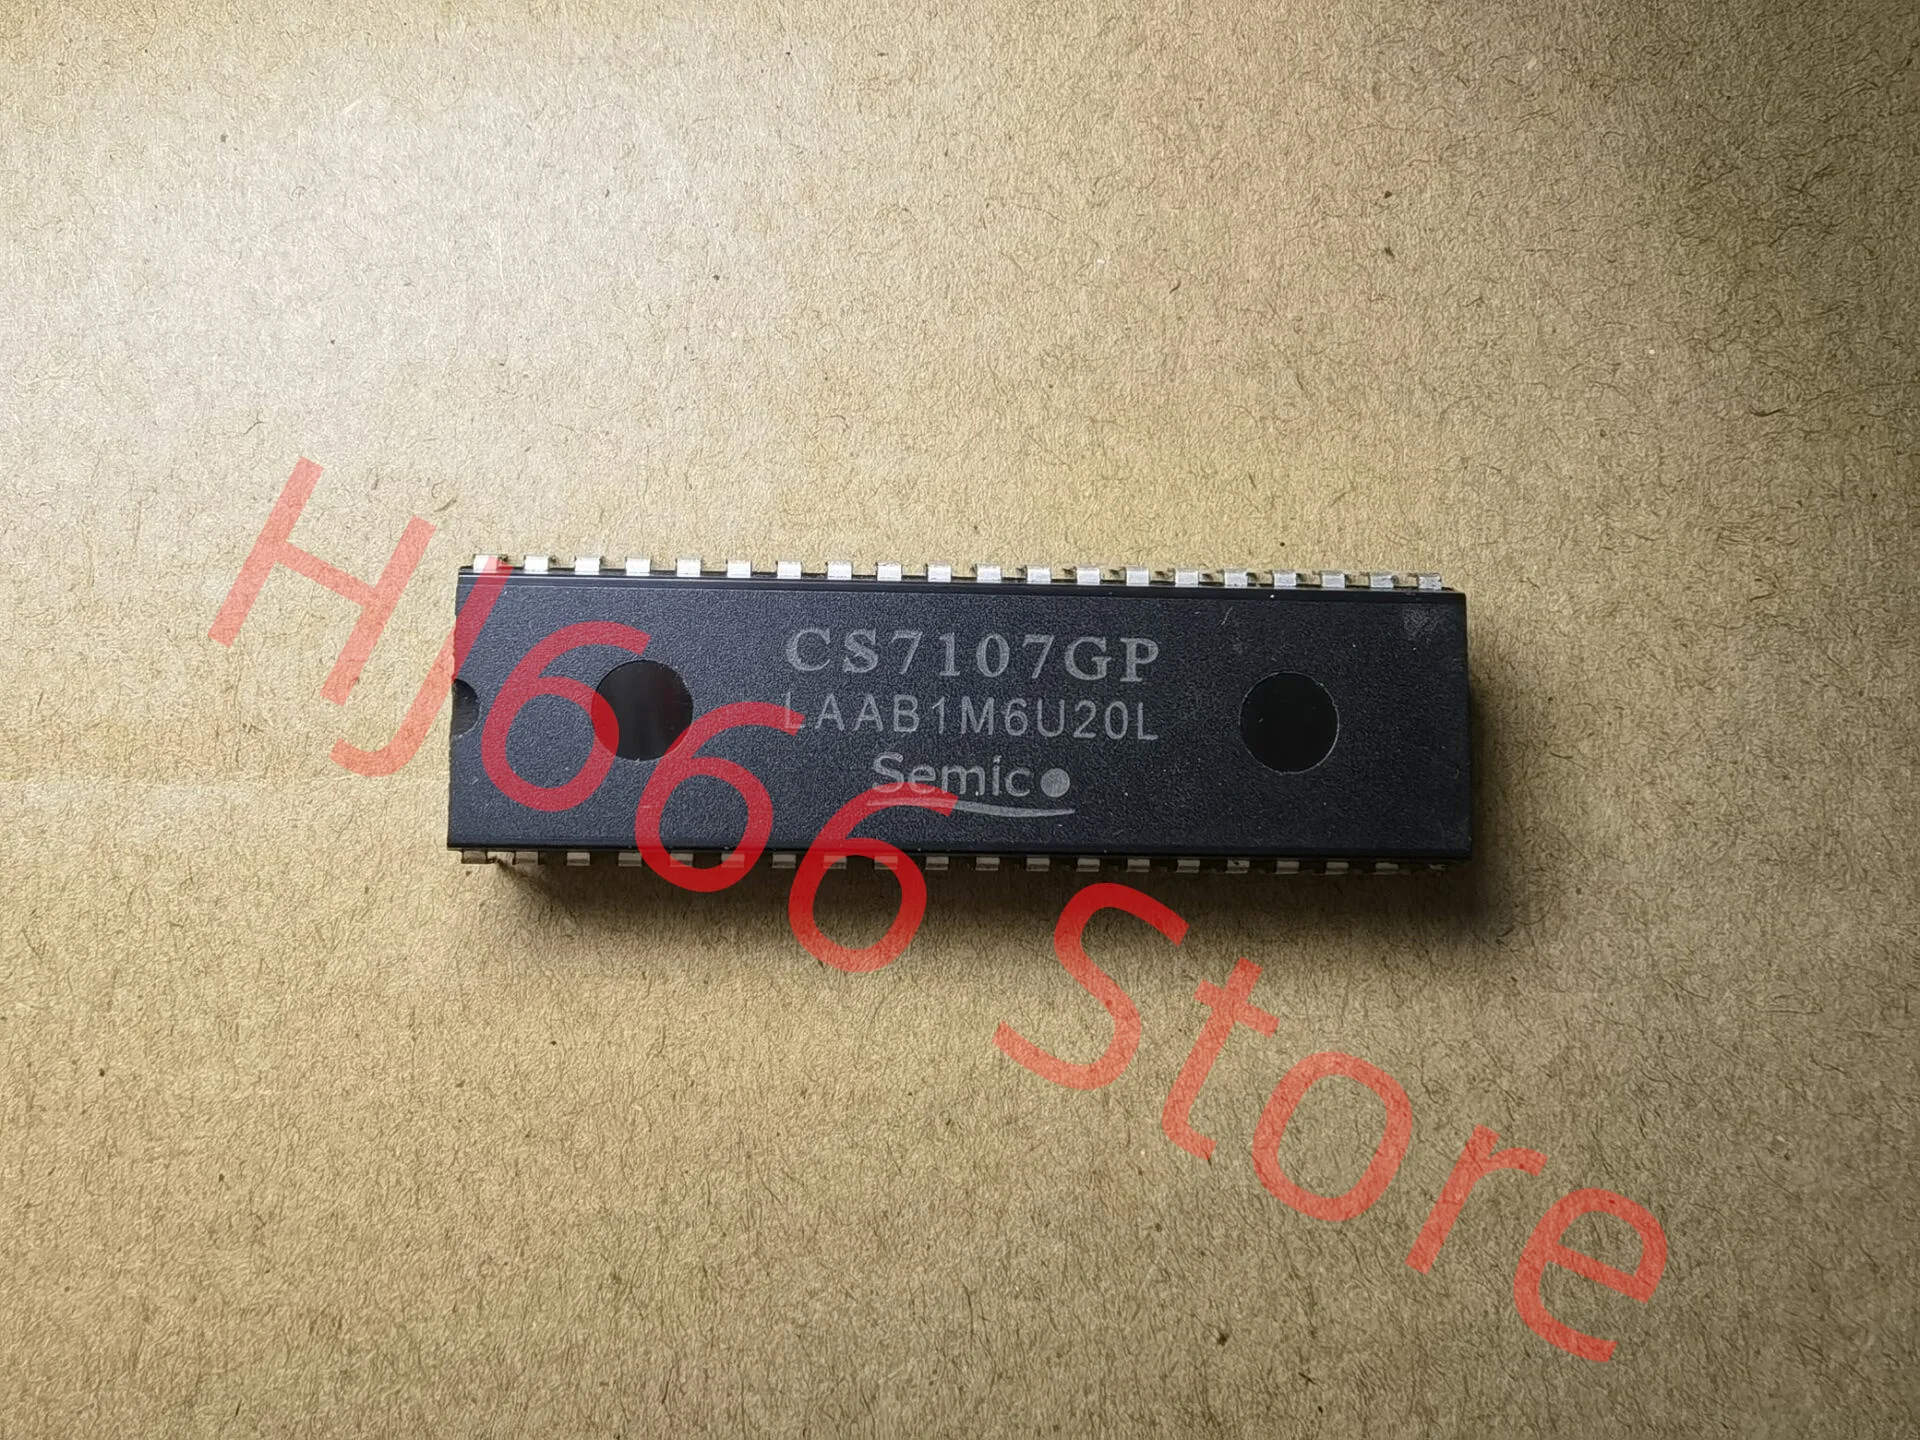 CS7107GP
LAAB1M6U20L
Semico
HJ666 Store